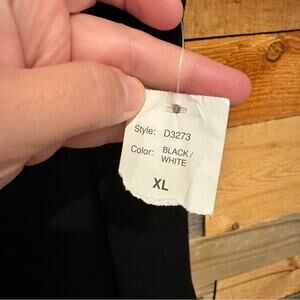 Style: D3273
Color: BLACK/
WHITE
XL